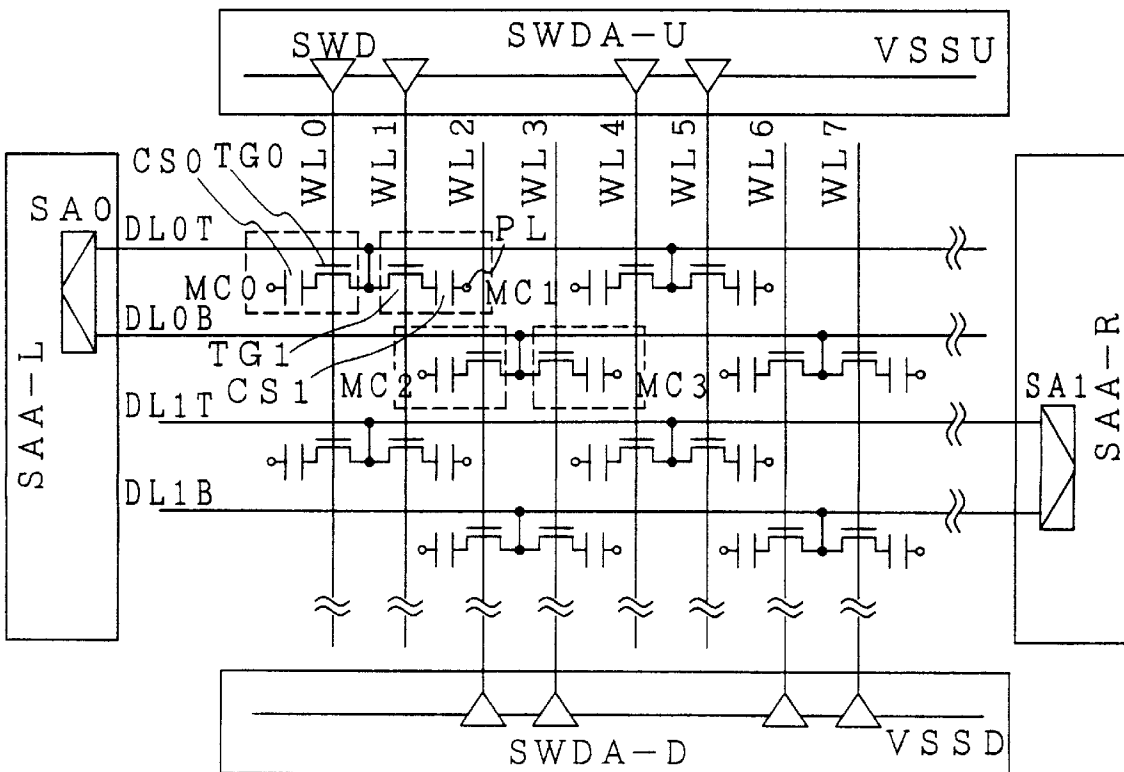 SWD
SWDA-U
VSSU
WL0
WL1
WL2
WL3
WL4
WL5
WL6
WL7
CS0
TG0
SA0
DL0T
PL
MC0
MC1
DL0B
TG1
CS1
MC2
MC3
SA1
DL1T
DL1B
SAA-L
SAA-R
SWDA-D
VSSD